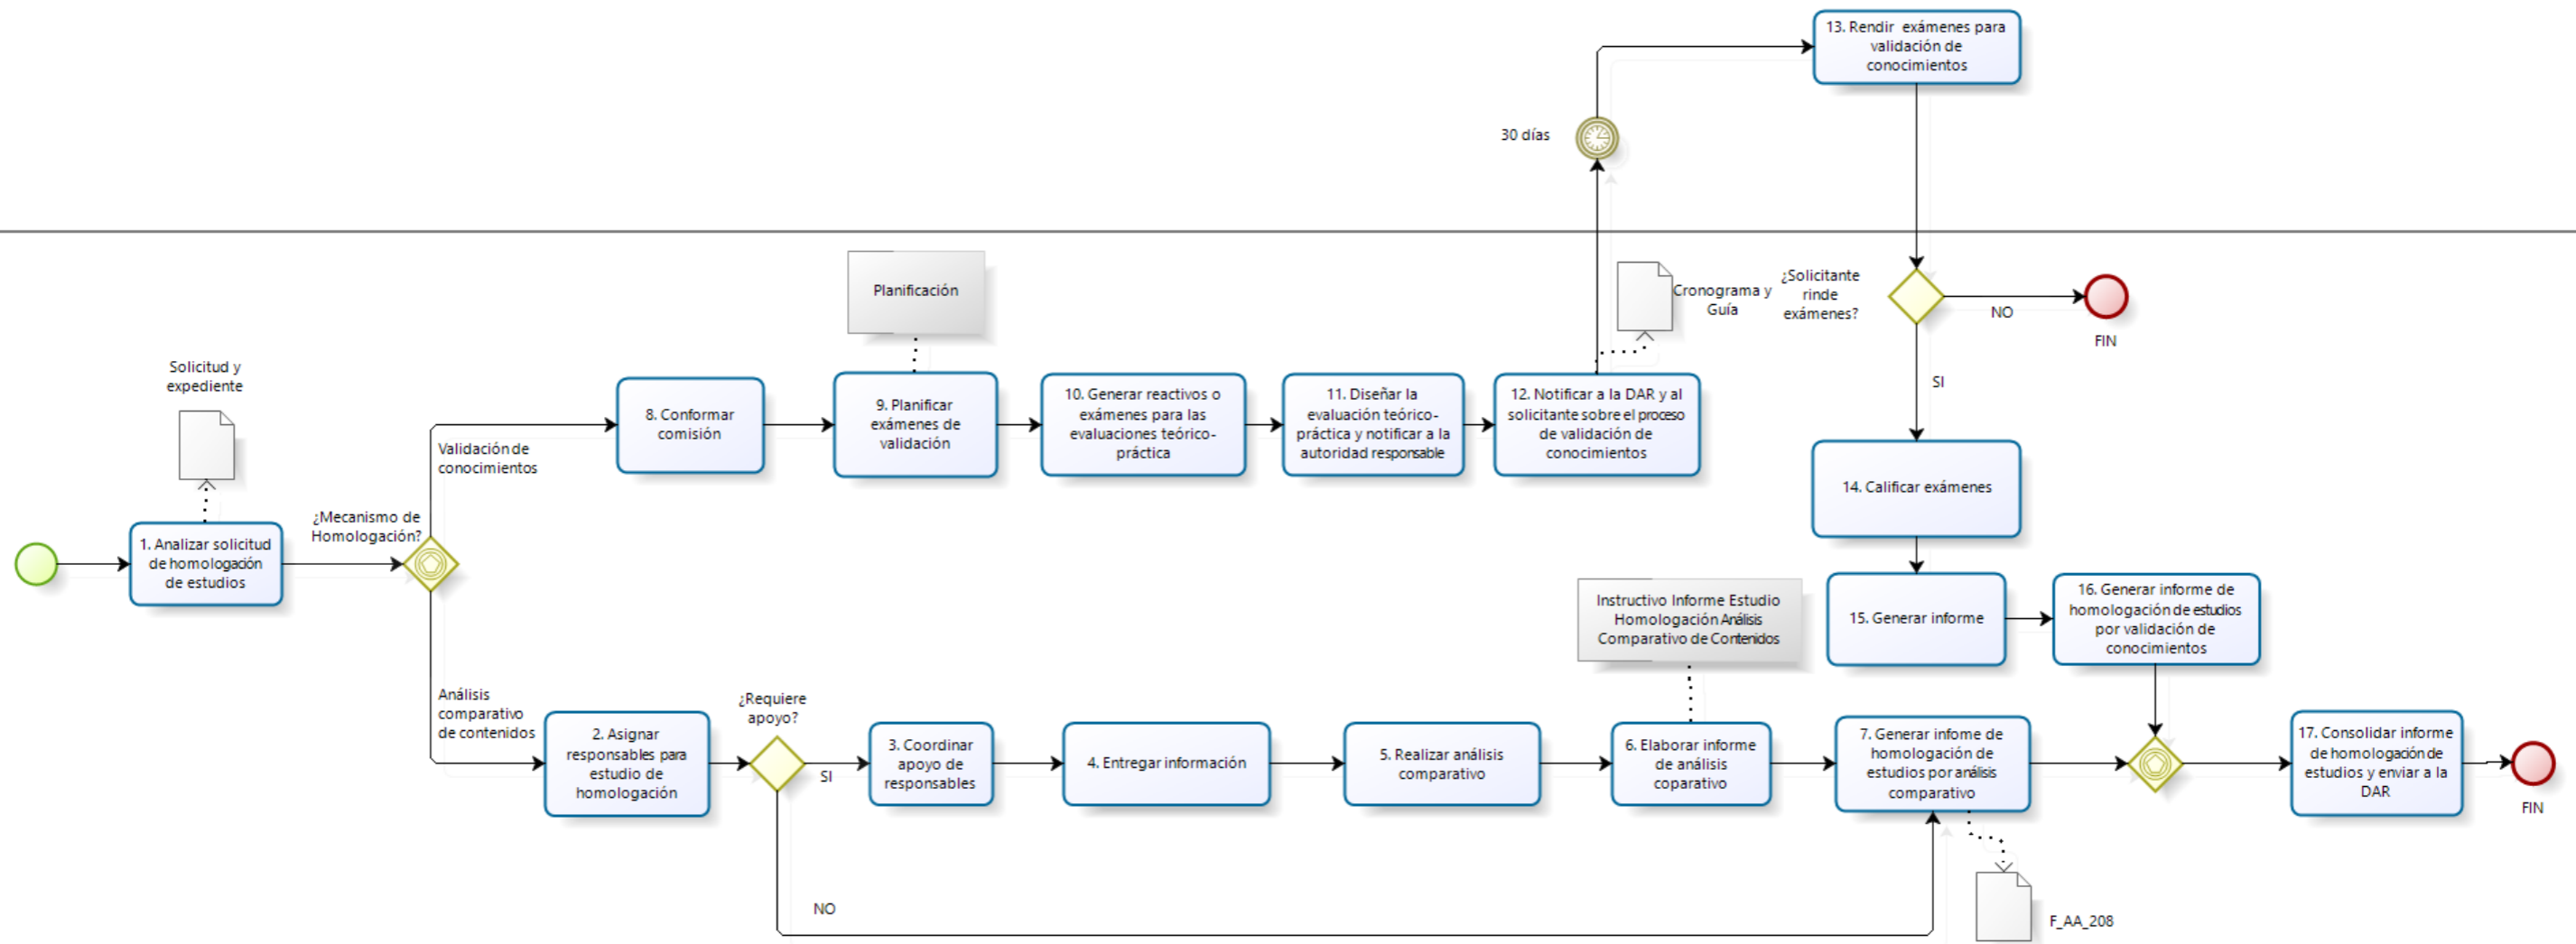 13. Rendir exámenes para
validación de
conocimientos
30 días
Planificación
Cronograma y
Guía
¿Solicitante
rinde
exámenes?
NO
FIN
SI
Solicitud y
expediente
8. Conformar
comisión
9. Planificar
exámenes de
validación
10. Generar reactivos o
exámenes para las
evaluaciones teórico-
práctica
11. Diseñar la
evaluación teórico-
práctica y notificar a la
autoridad responsable
12. Notificar a la DAR y al
solicitante sobre el proceso
de validación de
conocimientos
Validación de
conocimientos
14. Calificar exámenes
¿Mecanismo de
Homologación?
1. Analizar solicitud
de homologación
de estudios
Instructivo Informe Estudio
Homologación Análisis
Comparativo de Contenidos
15. Generar informe
16. Generar informe de
homologación de estudios
por validación de
conocimientos
Análisis
comparativo
de contenidos
2. Asignar
responsables para
estudio de
homologación
¿Requiere
apoyo?
SI
3. Coordinar
apoyo de
responsables
4. Entregar información
5. Realizar análisis
comparativo
6. Elaborar informe
de análisis
coparativo
7. Generar infome de
homologación de
estudios por análisis
comparativo
17. Consolidar informe
de homologación de
estudios y enviar a la
DAR
FIN
NO
F_AA_208